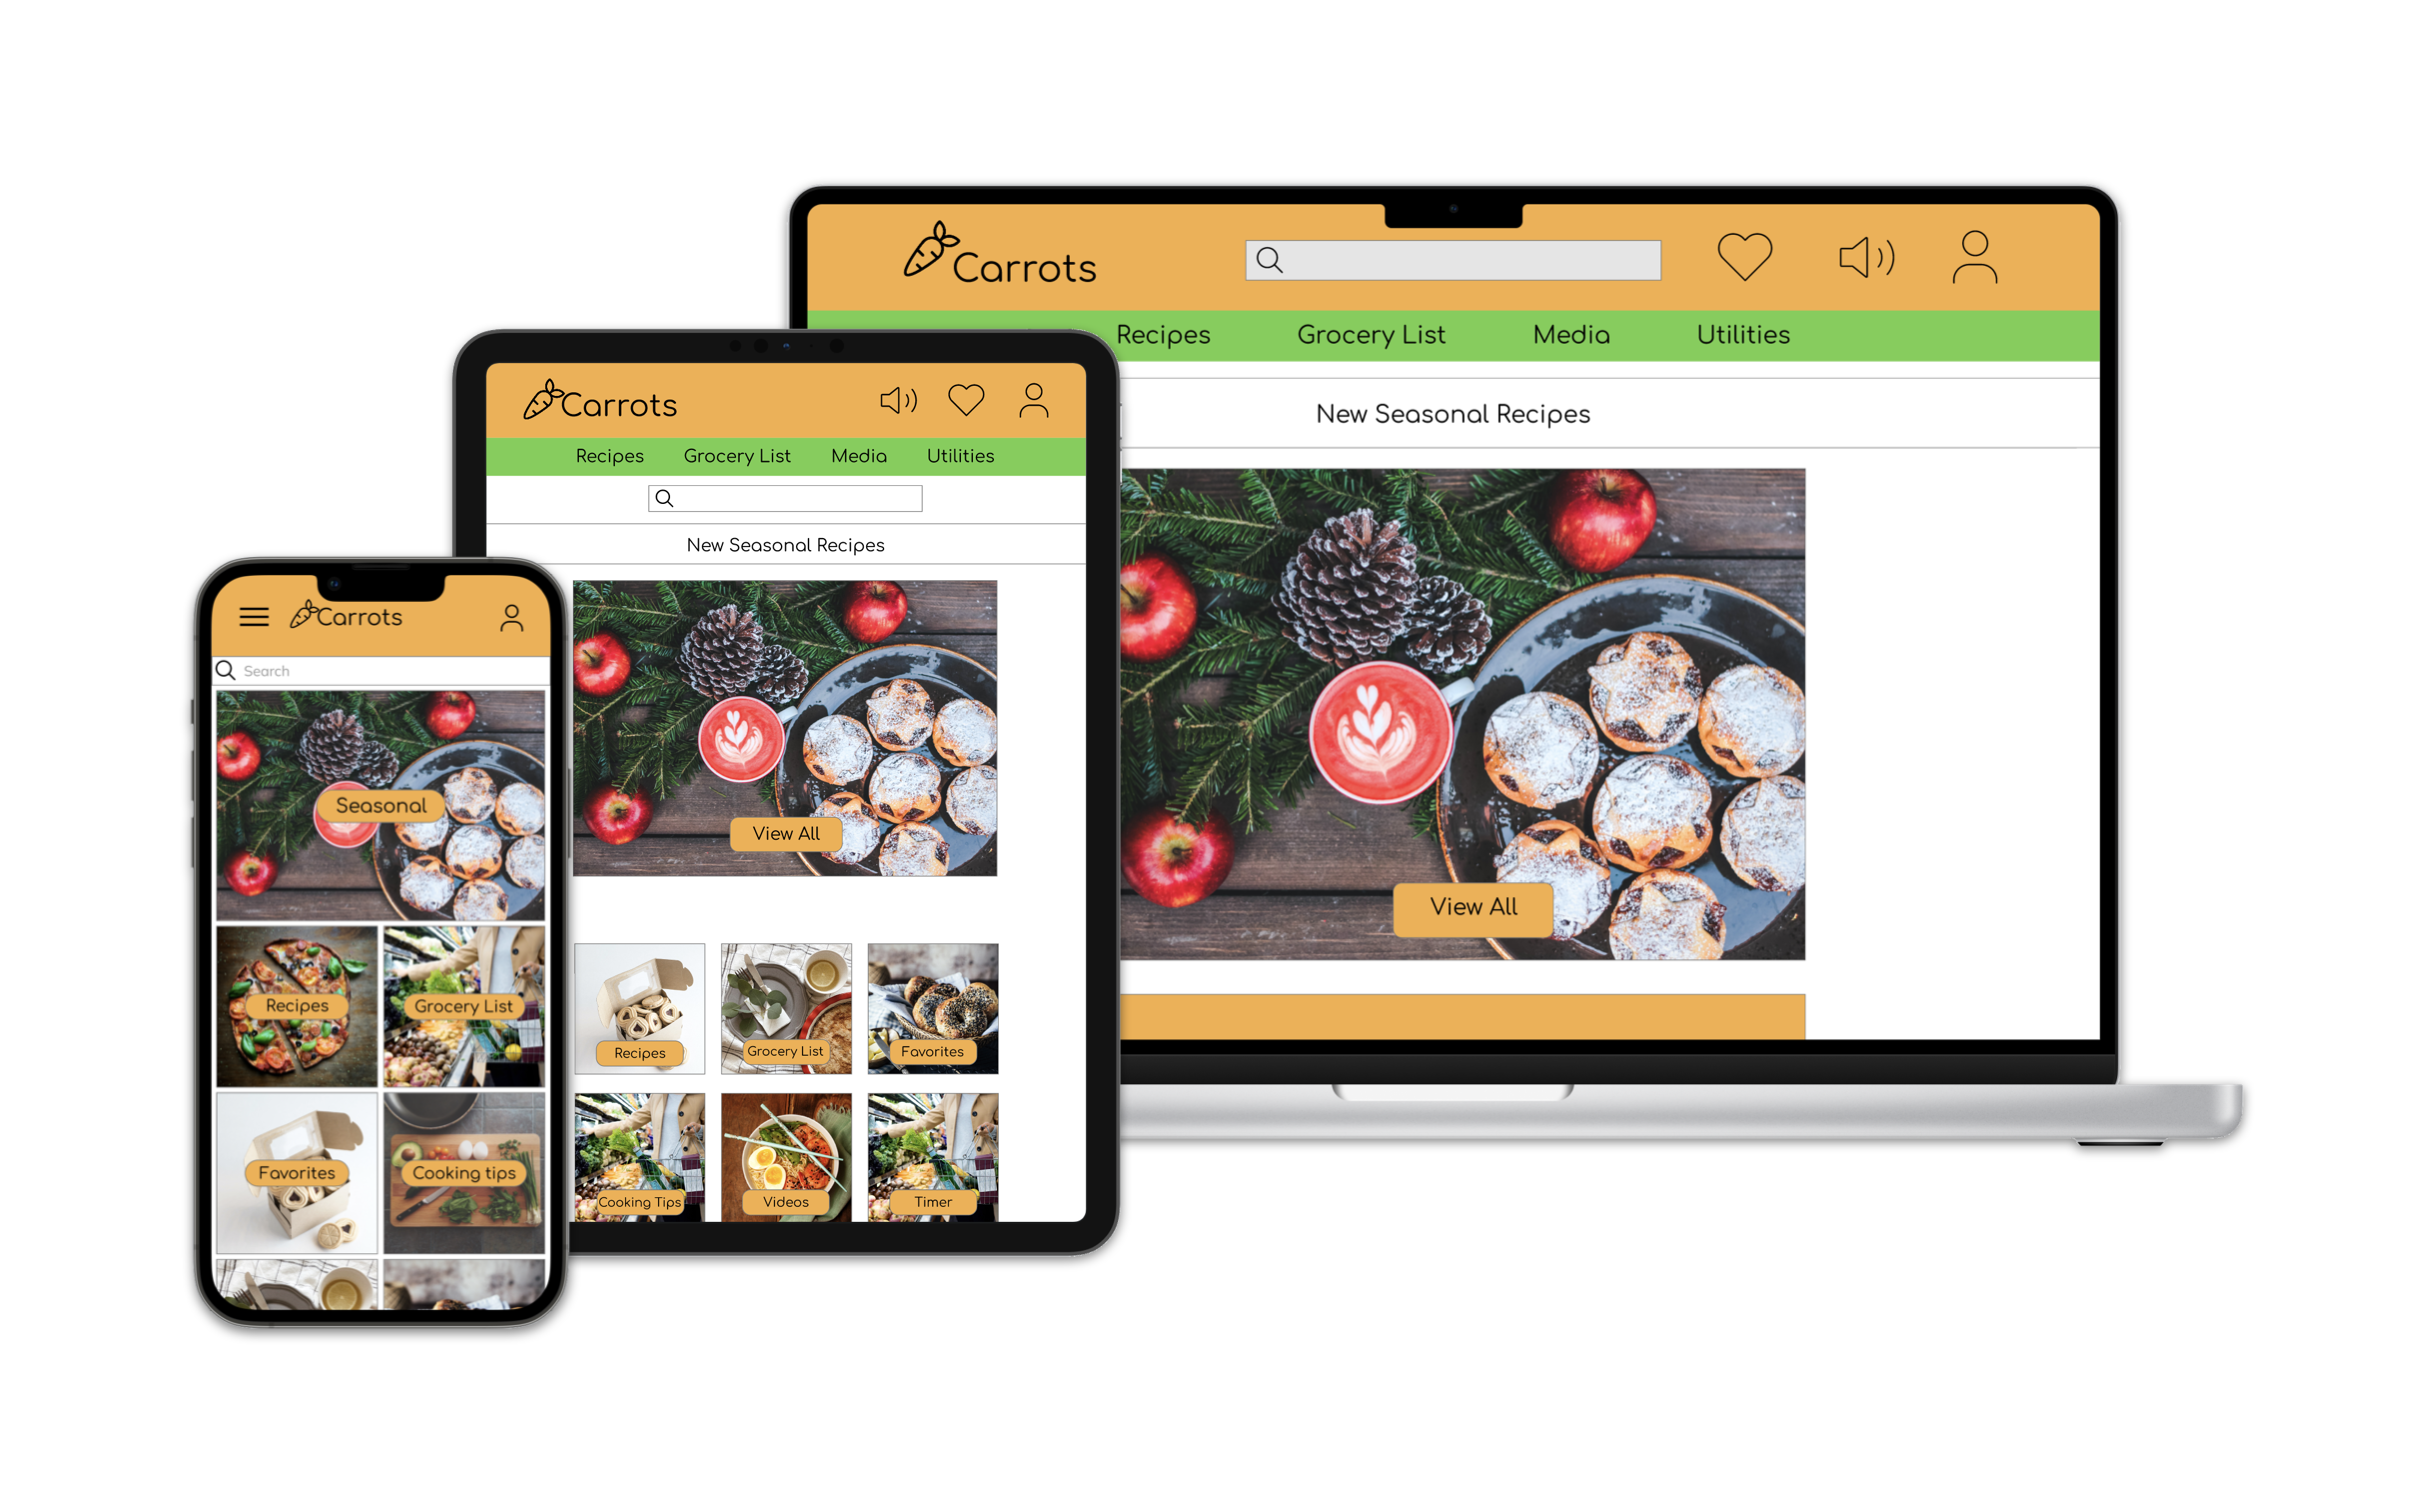 Carrots
Recipes Grocery List Media Utilities
New Seasonal Recipes
View All
Carrots
Recipes Grocery List Media Utilities
New Seasonal Recipes
View All
Recipes Grocery List Favorites
Cooking Tips Videos Timer
Carrots
Search
Seasonal
Recipes Grocery List
Favorites Cooking tips